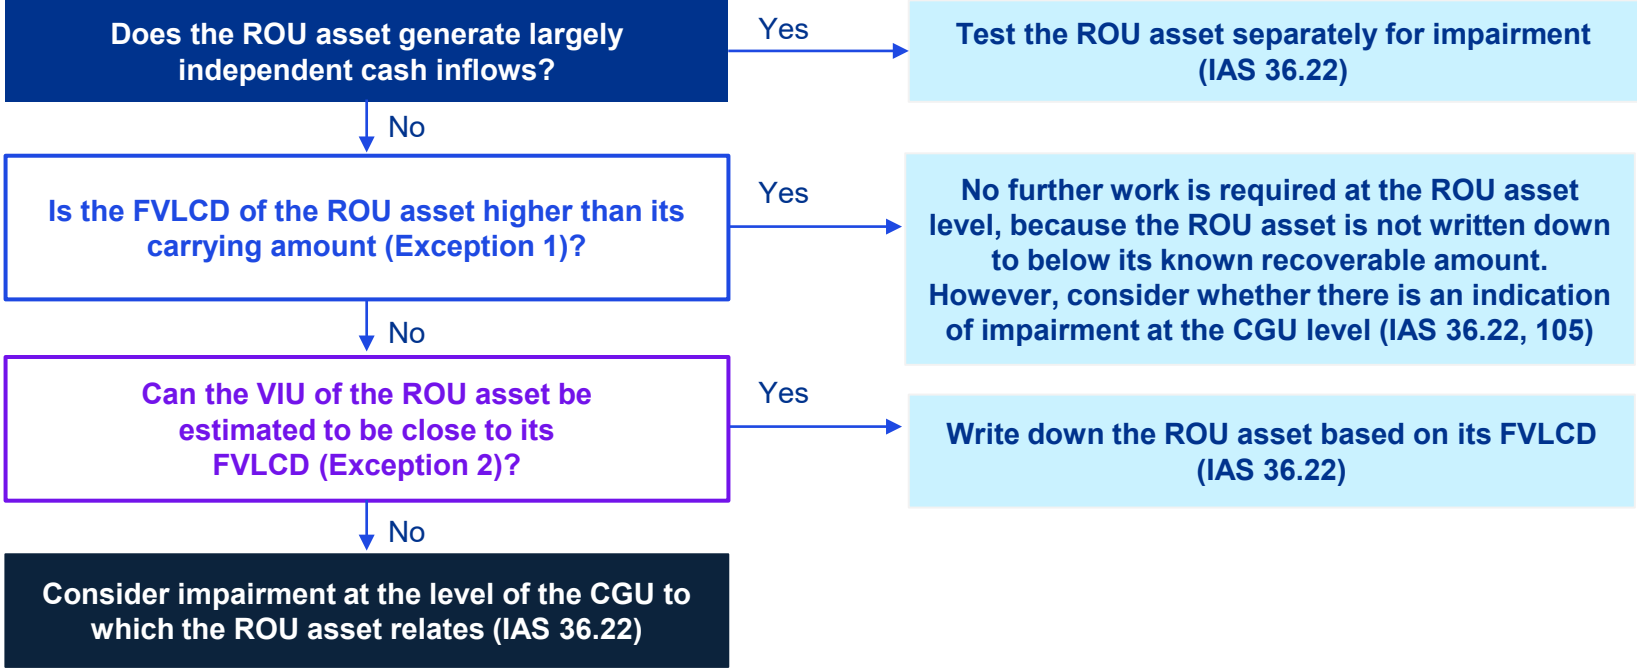 Does the ROU asset generate largely
independent cash inflows?
Yes
Test the ROU asset separately for impairment
(IAS 36.22)
No
Is the FVLCD of the ROU asset higher than its
carrying amount (Exception 1)?
Yes
No further work is required at the ROU asset
level, because the ROU asset is not written down
to below its known recoverable amount.
However, consider whether there is an indication
of impairment at the CGU level (IAS 36.22, 105)
No
Can the VIU of the ROU asset be
estimated to be close to its
FVLCD (Exception 2)?
Yes
Write down the ROU asset based on its FVLCD
(IAS 36.22)
No
Consider impairment at the level of the CGU to
which the ROU asset relates (IAS 36.22)